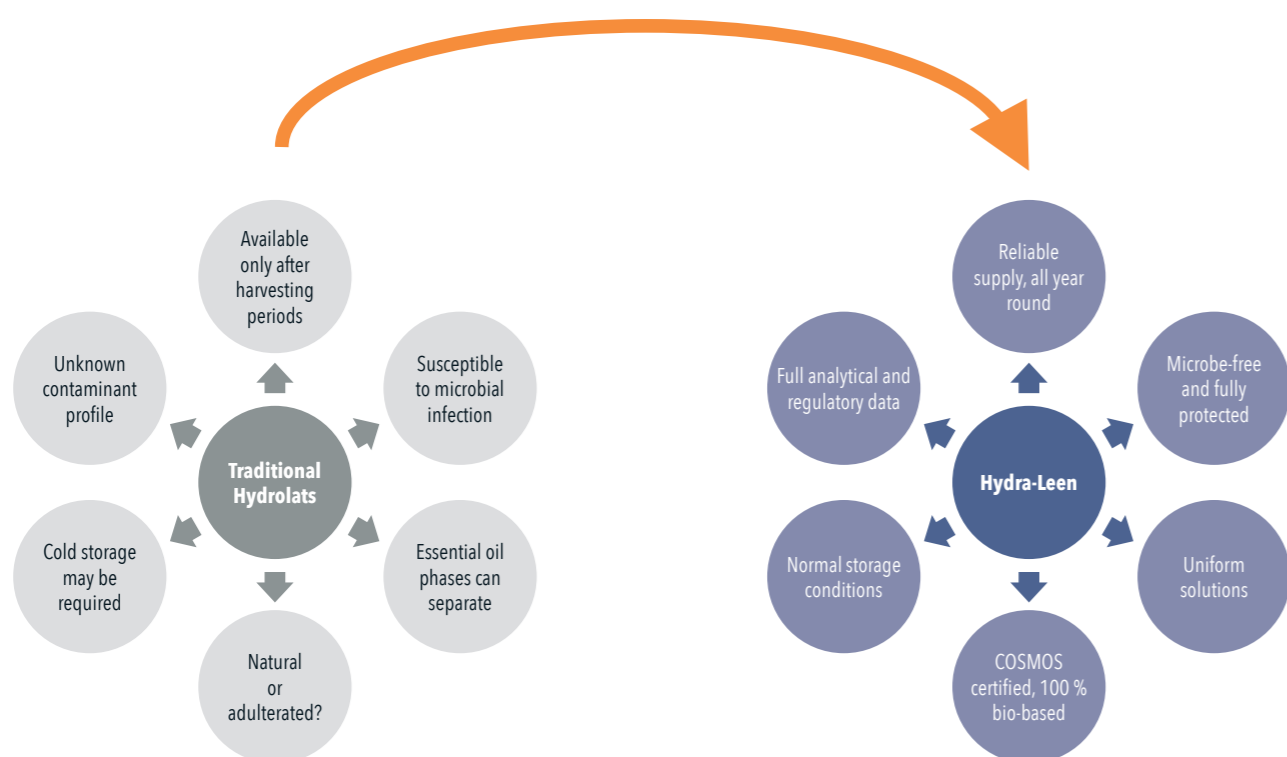 Available
only after
harvesting
periods
Unknown
contaminant
profile
Susceptible
to microbial
infection
Traditional
Hydrolats
Cold storage
may be
required
Essential oil
phases can
separate
Natural
or
adulterated?
Reliable
supply, all year
round
Full analytical and
regulatory data
Microbe-free
and fully
protected
Hydra-Leen
Normal storage
conditions
Uniform
solutions
COSMOS
certified, 100 %
bio-based